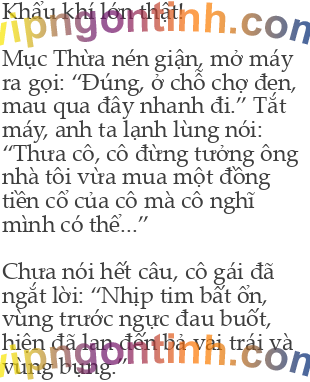 Khẩu khí lớn thật!
vipngontinh.com
Mục Thừa nén giận, mở máy
ra gọi: “Đúng, ở chỗ chợ đen,
mau qua đây nhanh đi.” Tắt
máy, anh ta lạnh lùng nói:
“Thưa cô, cô đừng tưởng ông
nhà tôi vừa mua một đồng
tiền cổ của cô mà cô nghĩ
mình có thể...”
Chưa nói hết câu, cô gái đã
ngắt lời: “Nhịp tim bất ổn,
vùng trước ngực đau buốt,
hiện đã lan đến bả vai trái và
vipngontinh.com
vùng bụng.”